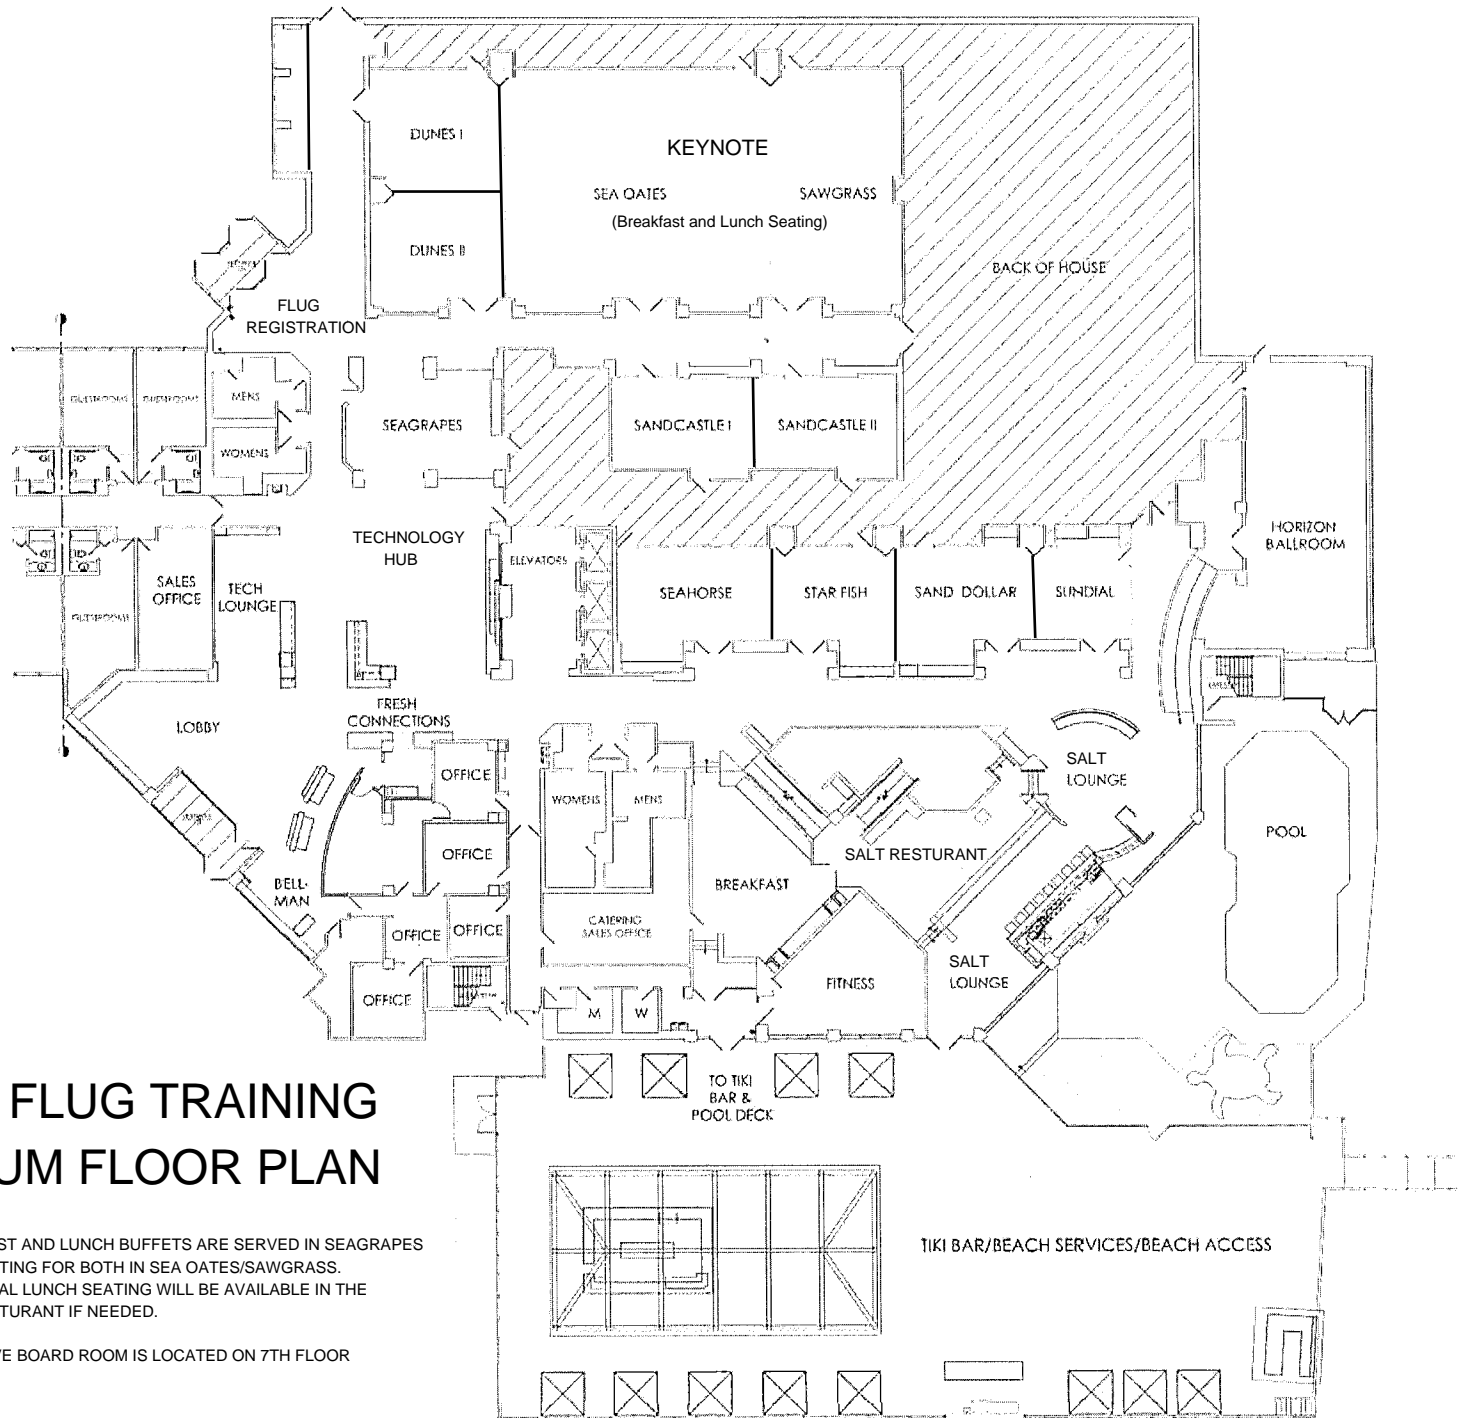 DUNES I
KEYNOTE
SEA OATES
SAWGRASS
(Breakfast and Lunch Seating)
DUNES II
BACK OF HOUSE
FLUG
REGISTRATION
GUESTROOMS
GUESTROOMS
MENS
WOMENS
SEAGRAPES
SANDCASTLE I
SANDCASTLE II
HORIZON
BALLROOM
TECHNOLOGY
HUB
ELEVATORS
SALES
OFFICE
TECH
LOUNGE
SEAHORSE
STAR FISH
SAND DOLLAR
SUNDIAL
GUESTROOMS
LOBBY
FRESH
CONNECTIONS
SALT
LOUNGE
OFFICE
WOMENS
MENS
POOL
OFFICE
SALT RESTURANT
BELL-
MAN
BREAKFAST
OFFICE
OFFICE
CATERING
SALES OFFICE
SALT
LOUNGE
OFFICE
FITNESS
M
W
TO TIKI
BAR &
POOL DECK
FLUG TRAINING
UM FLOOR PLAN
ST AND LUNCH BUFFETS ARE SERVED IN SEAGRAPES
TING FOR BOTH IN SEA OATES/SAWGRASS.
AL LUNCH SEATING WILL BE AVAILABLE IN THE
TURANT IF NEEDED.
VE BOARD ROOM IS LOCATED ON 7TH FLOOR
TIKI BAR/BEACH SERVICES/BEACH ACCESS